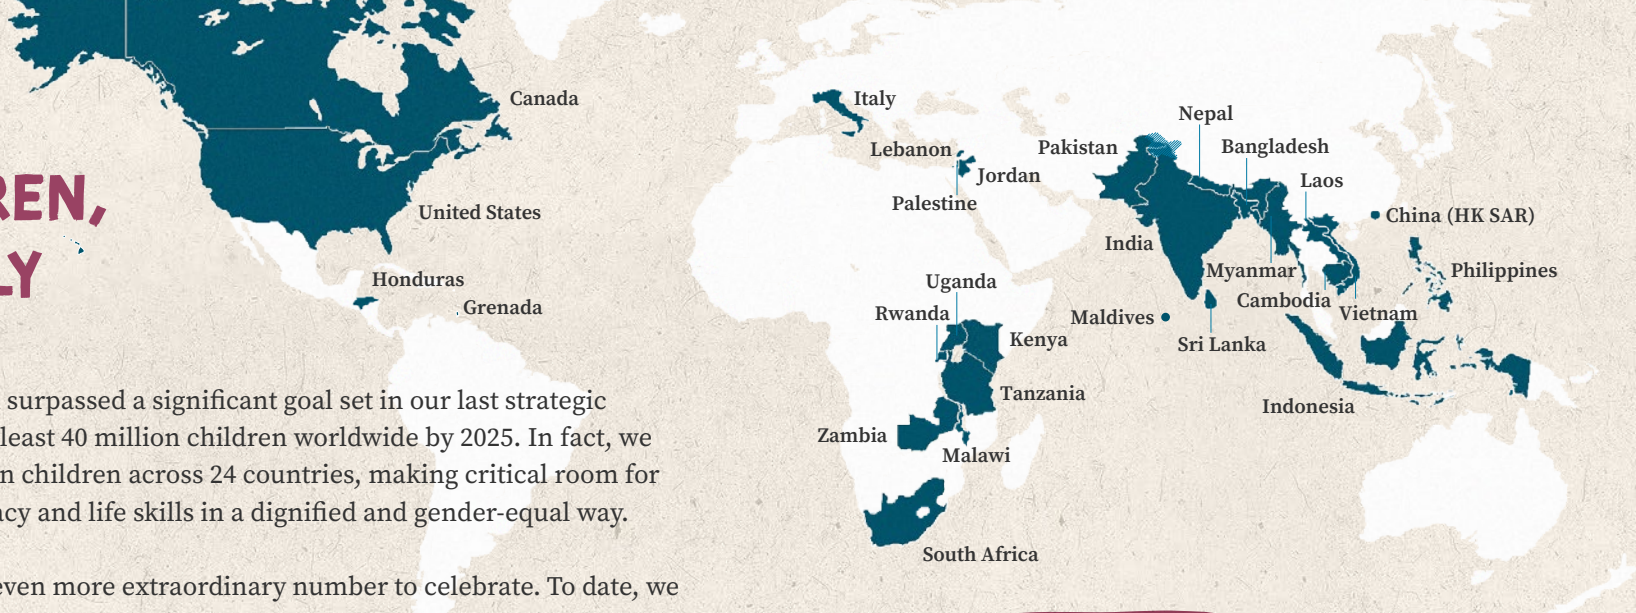 REN,
LY
surpassed a significant goal set in our last strategic
least 40 million children worldwide by 2025. In fact, we
n children across 24 countries, making critical room for
acy and life skills in a dignified and gender-equal way.
even more extraordinary number to celebrate. To date, we
Canada
United States
Honduras
Grenada
Italy
Lebanon
Jordan
Palestine
Pakistan
Nepal
Bangladesh
Laos
China (HK SAR)
India
Myanmar
Philippines
Cambodia
Vietnam
Maldives
Sri Lanka
Indonesia
Uganda
Rwanda
Kenya
Tanzania
Zambia
Malawi
South Africa